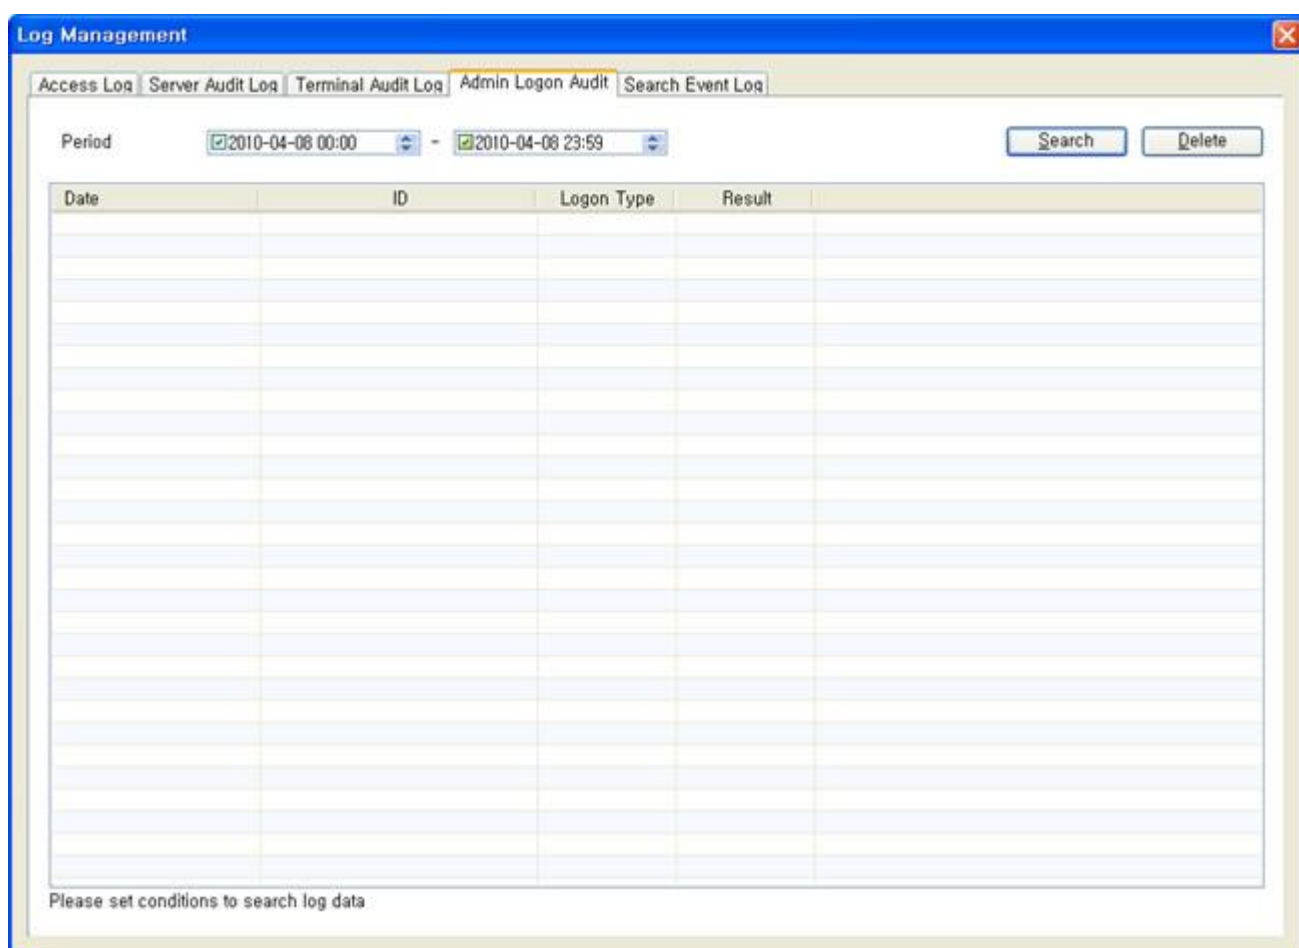 Log Management
Access Log Server Audit Log Terminal Audit Log Admin Logon Audit Search Event Log
Period 2010-04-08 00:00 - 2010-04-08 23:59 Search Delete
Date ID Logon Type Result
Please set conditions to search log data